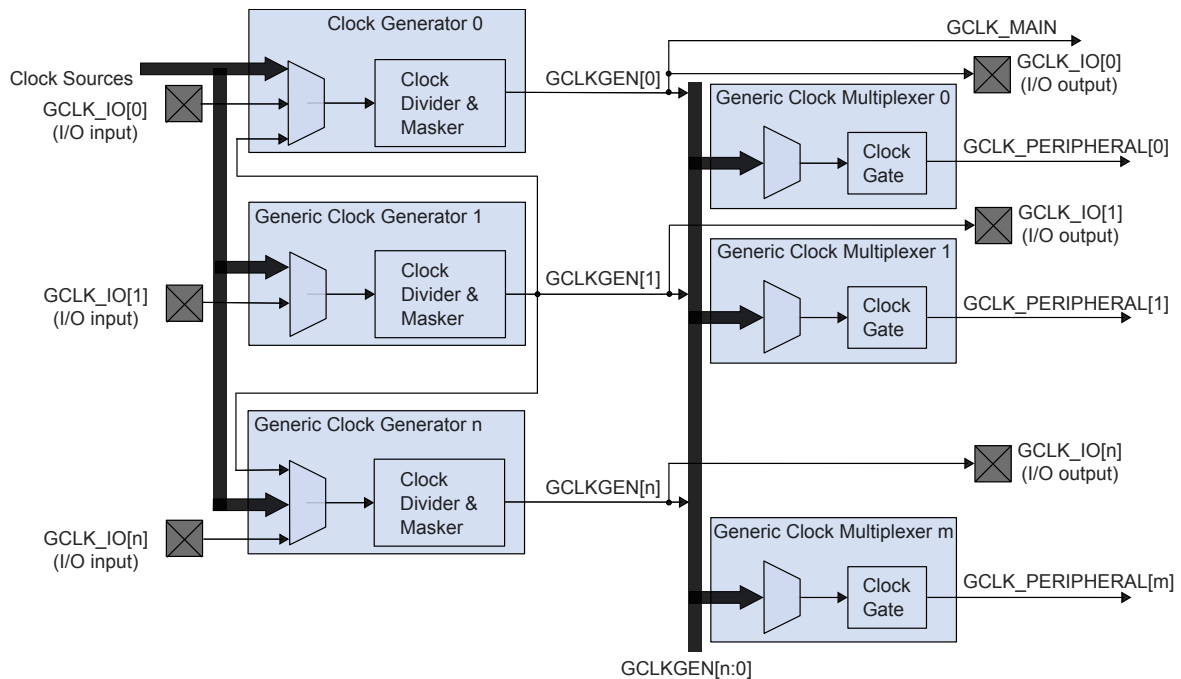 Clock Generator 0
GCLK_MAIN
Clock Sources
GCLK_IO[0]
(I/O input)
Clock
Divider &
Masker
GCLKGEN[0]
GCLK_IO[0]
(I/O output)
Generic Clock Multiplexer 0
Clock
Gate
GCLK_PERIPHERAL[0]
Generic Clock Generator 1
GCLK_IO[1]
(I/O input)
Clock
Divider &
Masker
GCLKGEN[1]
GCLK_IO[1]
(I/O output)
Generic Clock Multiplexer 1
Clock
Gate
GCLK_PERIPHERAL[1]
Generic Clock Generator n
GCLK_IO[n]
(I/O input)
Clock
Divider &
Masker
GCLKGEN[n]
GCLK_IO[n]
(I/O output)
Generic Clock Multiplexer m
Clock
Gate
GCLK_PERIPHERAL[m]
GCLKGEN[n:0]